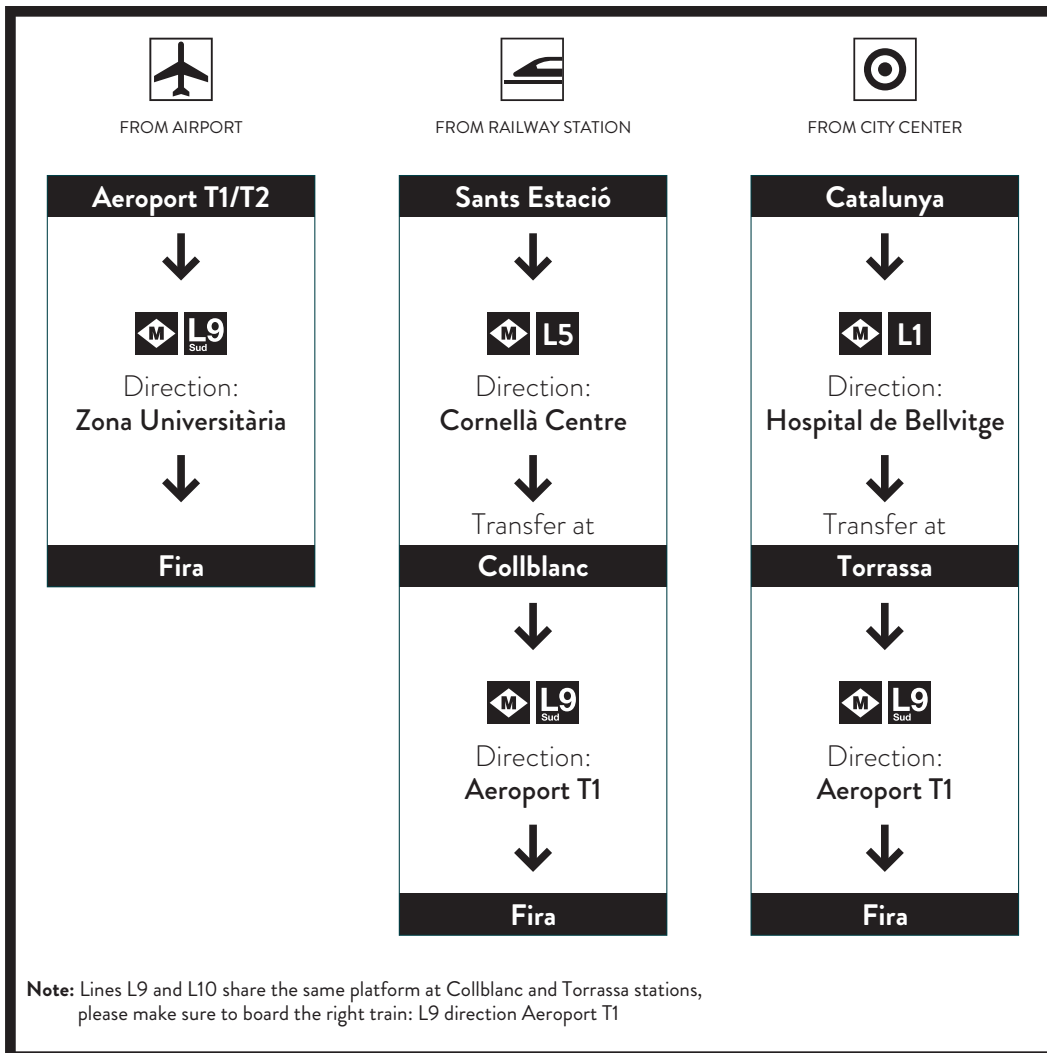 FROM AIRPORT
Aeroport T1/T2
M L9
Sud
Direction:
Zona Universitària
Fira
FROM RAILWAY STATION
Sants Estació
M L5
Direction:
Cornellà Centre
Transfer at
Collblanc
M L9
Sud
Direction:
Aeroport T1
Fira
FROM CITY CENTER
Catalunya
M L1
Direction:
Hospital de Bellvitge
Transfer at
Torrassa
M L9
Sud
Direction:
Aeroport T1
Fira
Note: Lines L9 and L10 share the same platform at Collblanc and Torrassa stations,
please make sure to board the right train: L9 direction Aeroport T1